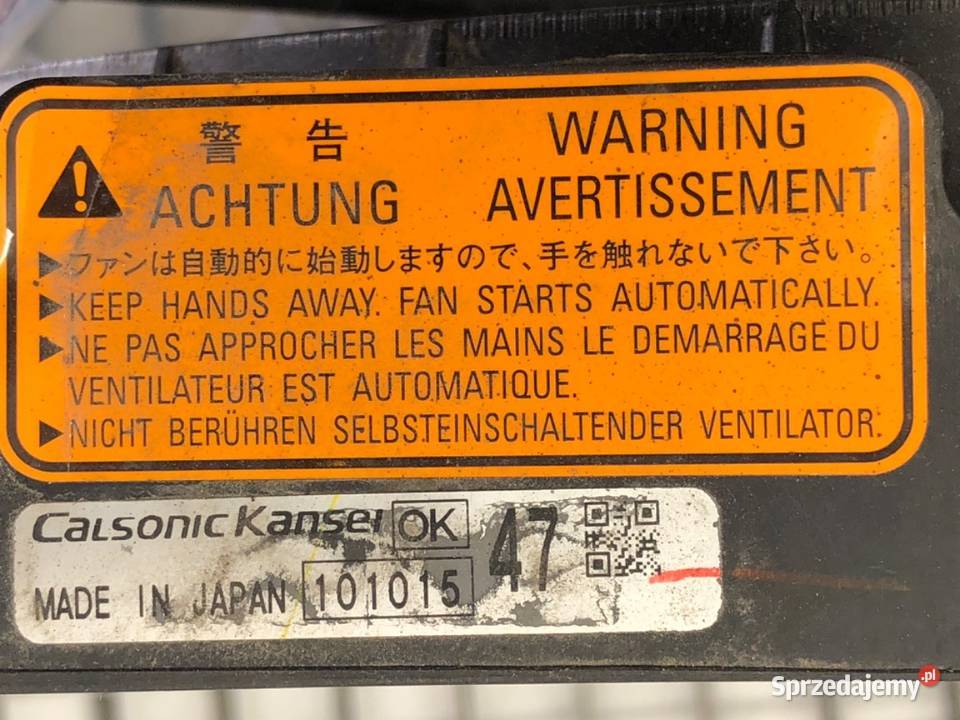 警告 WARNING
ACHTUNG AVERTISSEMENT
ファンは自動的に始動しますので、手を触れないで下さい。
KEEP HANDS AWAY. FAN STARTS AUTOMATICALLY.
NE PAS APPROCHER LES MAINS LE DEMARRAGE DU
VENTILATEUR EST AUTOMATIQUE.
NICHT BERÜHREN SELBSTEINSCHALTENDER VENTILATOR.
CALSONIC KANSEI OK 47
MADE IN JAPAN 101015
Sprzedajemy.pl